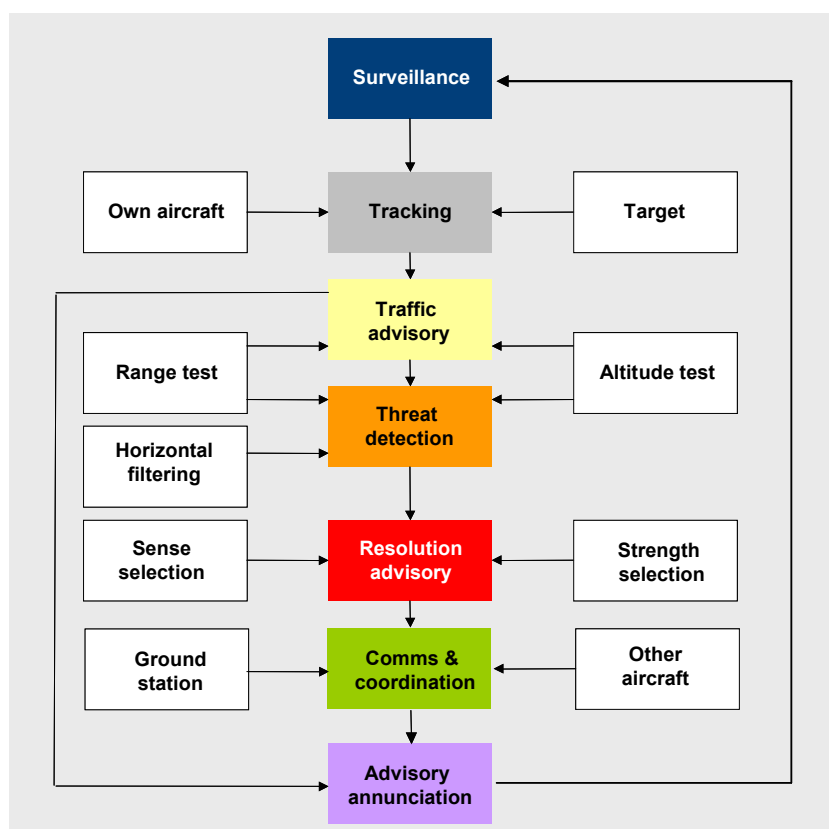 Surveillance
Own aircraft
Tracking
Target
Traffic
advisory
Range test
Altitude test
Threat
detection
Horizontal
filtering
Sense
selection
Resolution
advisory
Strength
selection
Ground
station
Comms &
coordination
Other
aircraft
Advisory
annunciation